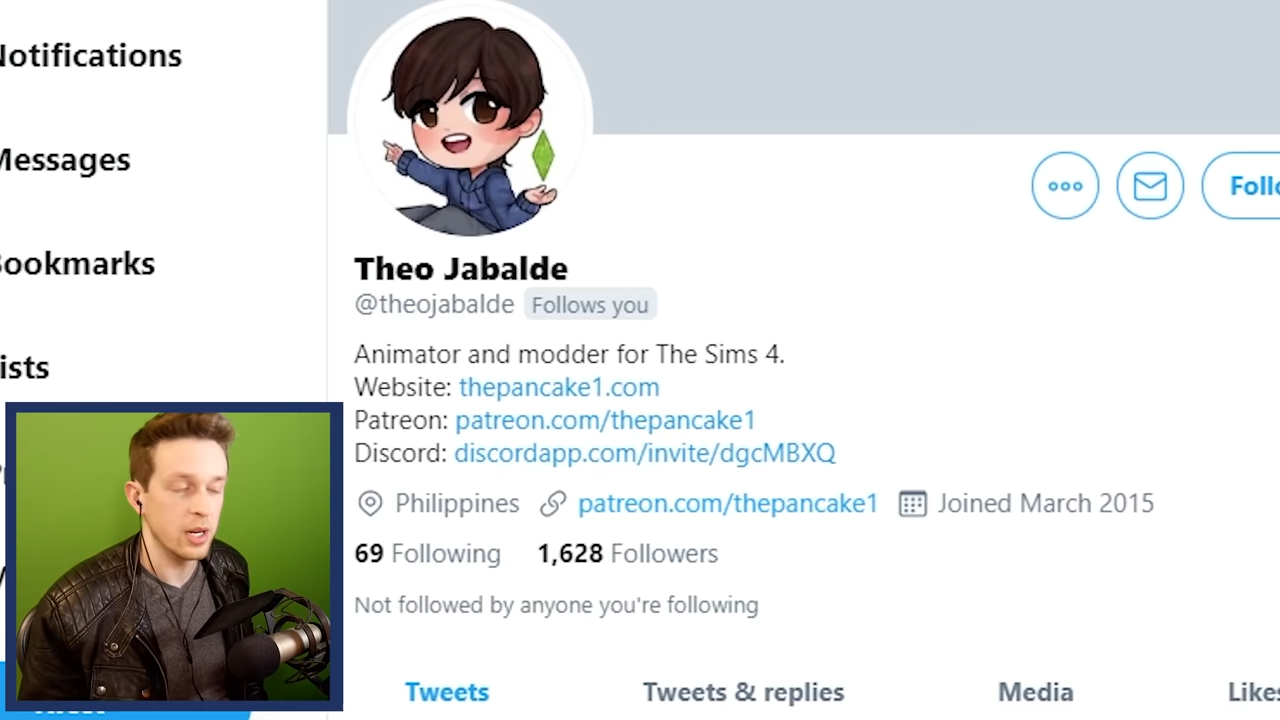 Notifications
Messages
Bookmarks
Lists
Theo Jabalde
@theojabalde Follows you
Animator and modder for The Sims 4.
Website: thepancake1.com
Patreon: patreon.com/thepancake1
Discord: discordapp.com/invite/dgcMBXQ
Philippines patreon.com/thepancake1 Joined March 2015
69 Following 1,628 Followers
Not followed by anyone you're following
Tweets Tweets & replies Media Likes